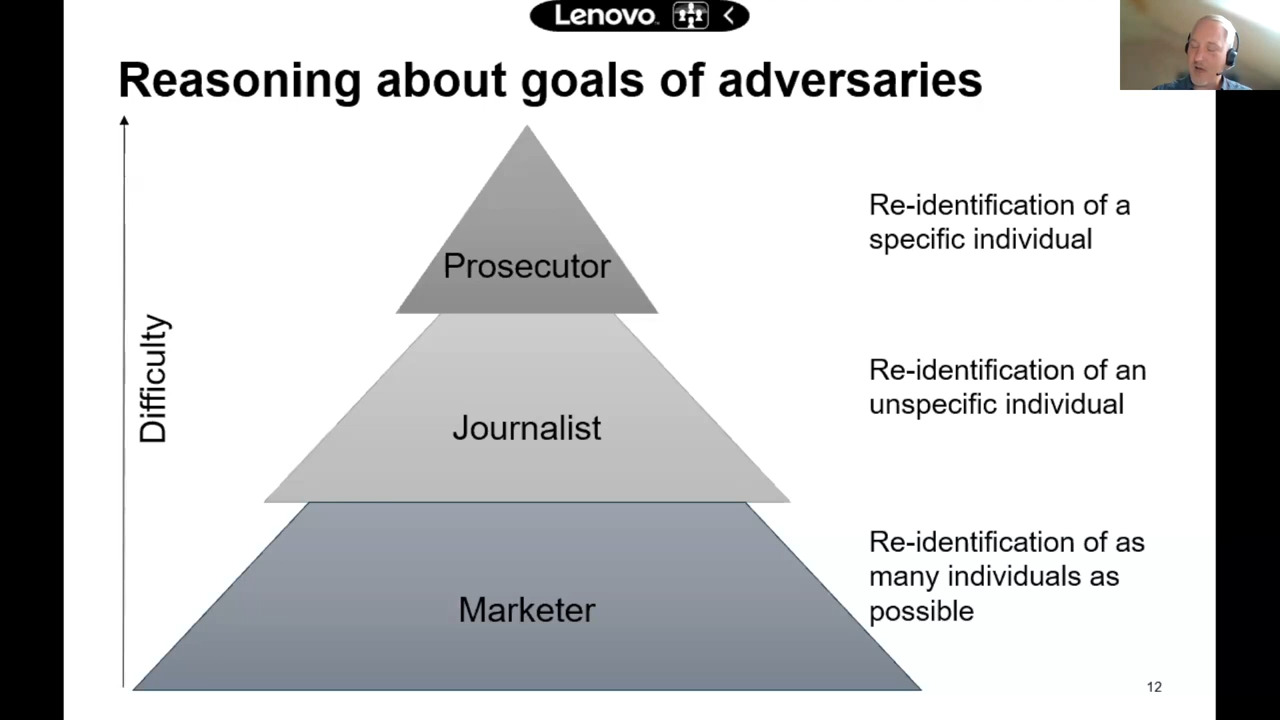 Lenovo
Reasoning about goals of adversaries
Difficulty
Prosecutor
Re-identification of a
specific individual
Journalist
Re-identification of an
unspecific individual
Marketer
Re-identification of as
many individuals as
possible
12